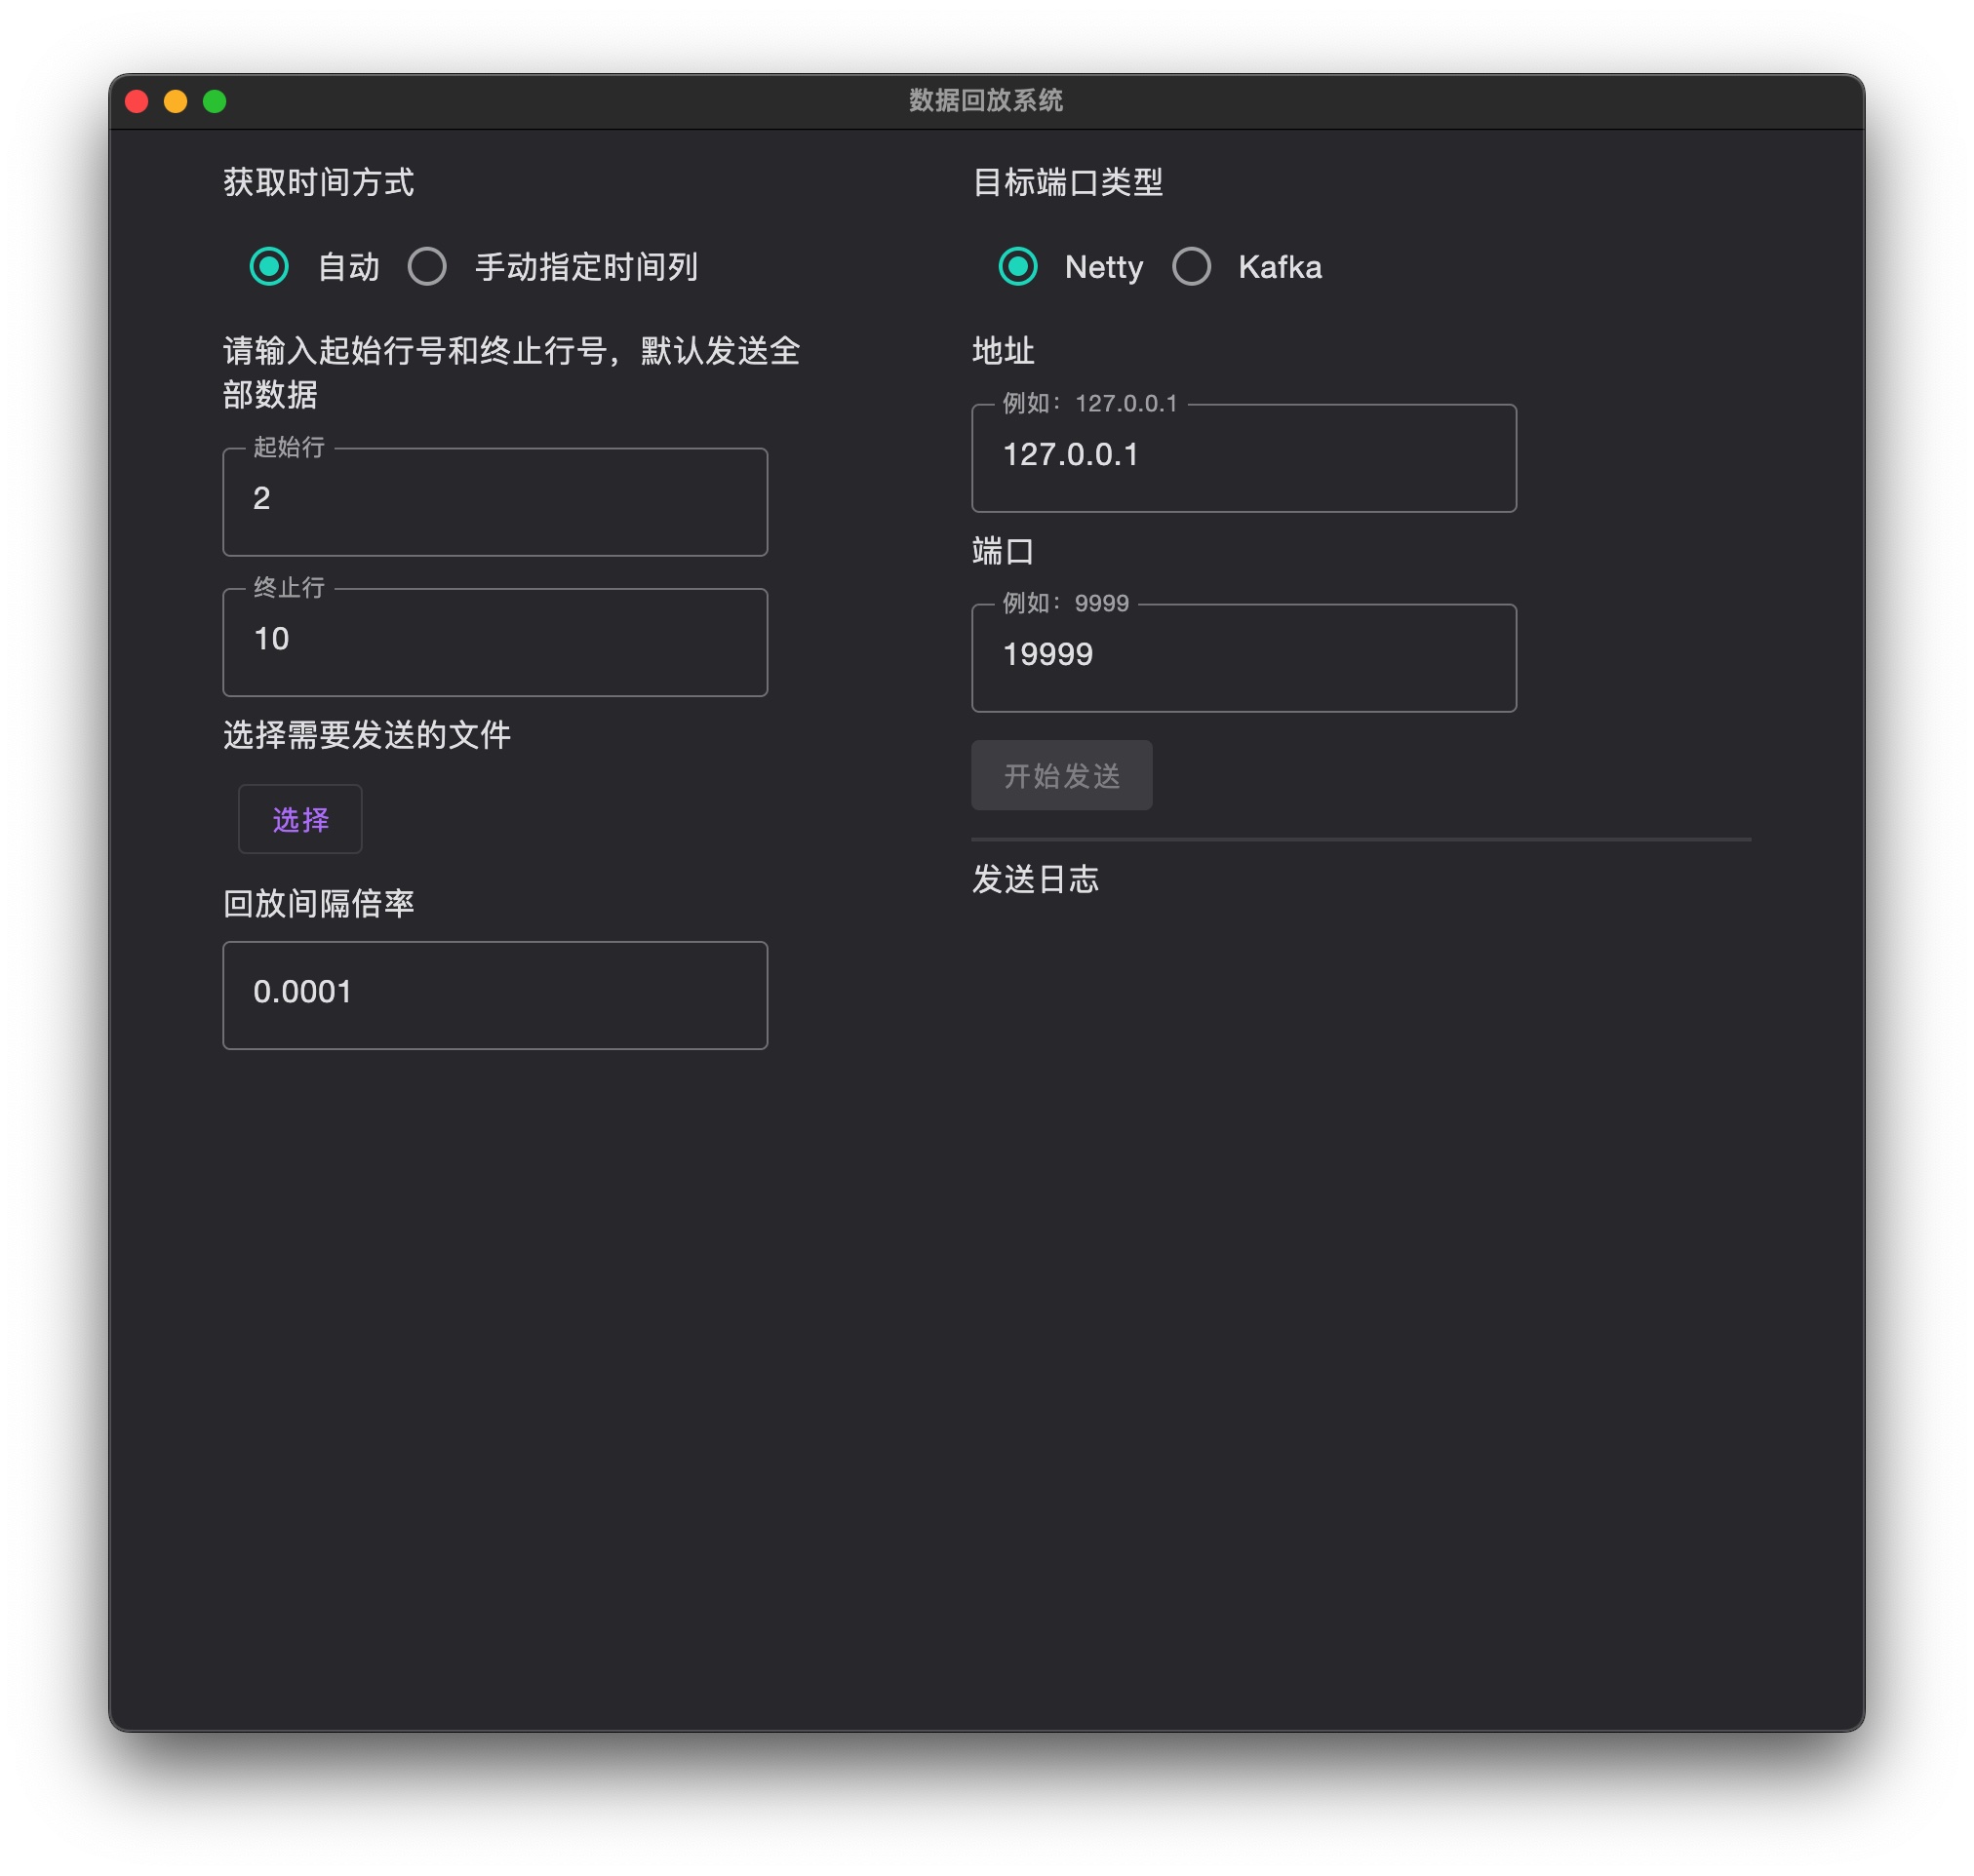 数据回放系统
获取时间方式
自动
手动指定时间列
请输入起始行号和终止行号，默认发送全
部数据
起始行
2
终止行
10
选择需要发送的文件
选择
回放间隔倍率
0.0001
目标端口类型
Netty
Kafka
地址
例如：127.0.0.1
127.0.0.1
端口
例如：9999
19999
开始发送
发送日志